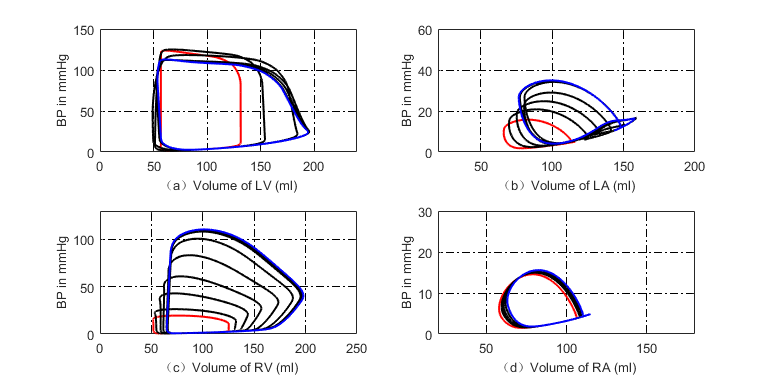 150
100
50
0
BP in mmHg
0 50 100 150 200
（a）Volume of LV (ml)
60
40
20
0
BP in mmHg
50 100 150 200
（b）Volume of LA (ml)
100
50
0
BP in mmHg
0 50 100 150 200 250
（c）Volume of RV (ml)
30
20
10
0
BP in mmHg
50 100 150
（d）Volume of RA (ml)